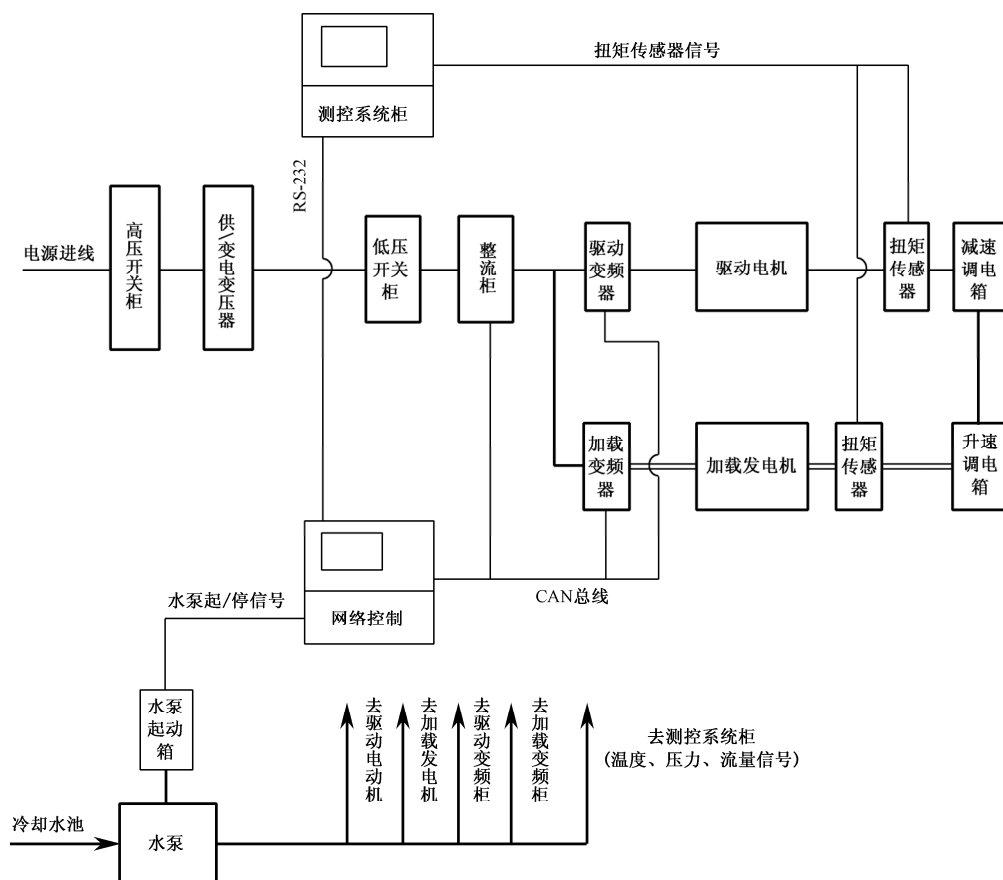 扭矩传感器信号
测控系统柜
RS-232
电源进线
高压开关柜
供\变电变压器
低压
开关
柜
整流柜
驱动
变频
器
驱动电机
扭矩
传感
器
减速
调电
箱
加载
变频
器
加载发电机
扭矩
传感
器
升速
调电
箱
CAN总线
网络控制
水泵起/停信号
水泵
起动
箱
去驱动电动机
去加载发电机
去驱动变频柜
去加载变频柜
去测控系统柜
(温度、压力、流量信号)
冷却水池
水泵